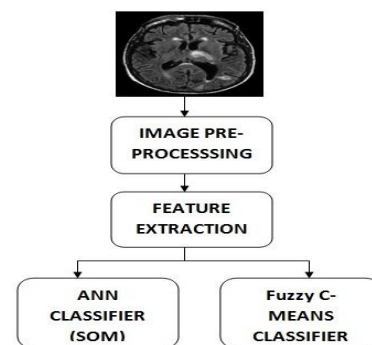 IMAGE PRE-
PROCESSSING
FEATURE
EXTRACTION
ANN
CLASSIFIER
(SOM)
Fuzzy C-
MEANS
CLASSIFIER